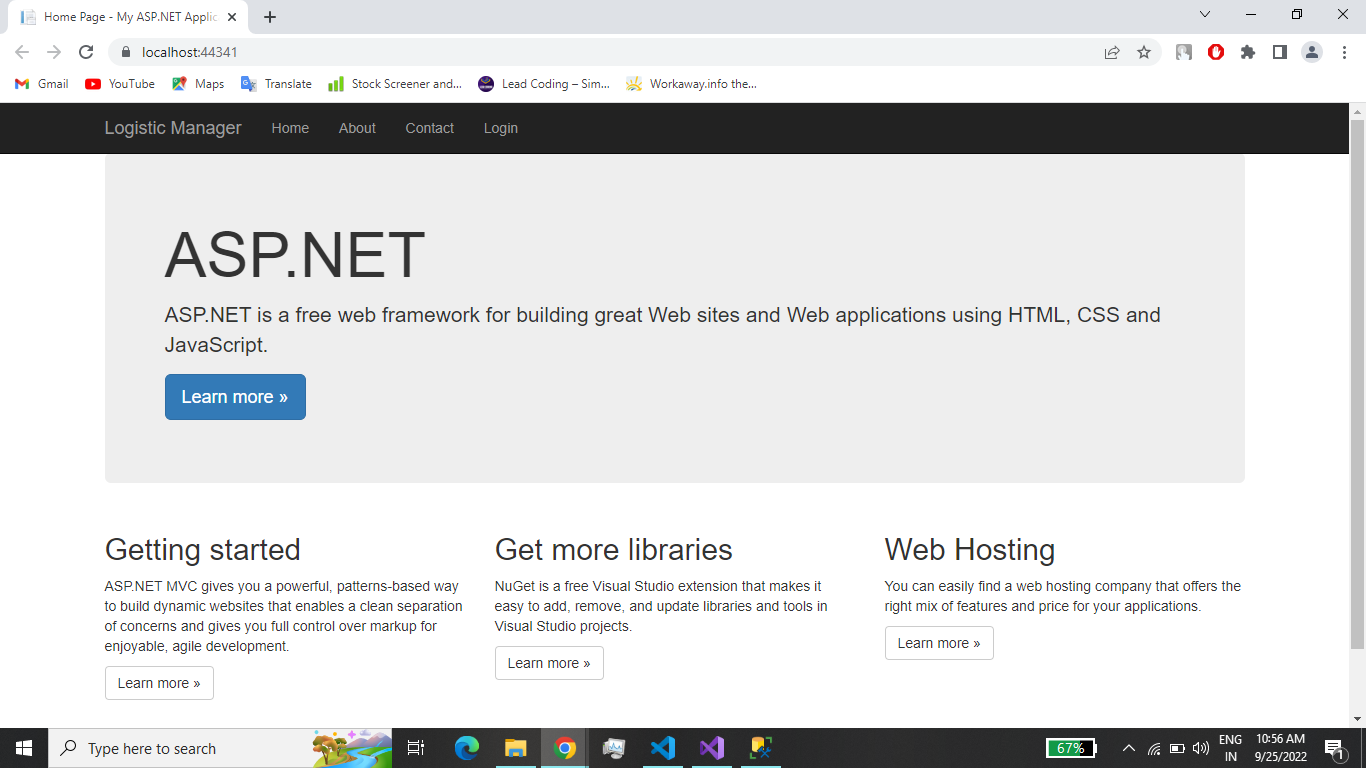 Home Page - My ASP.NET Applic
localhost:44341
Gmail YouTube Maps Translate Stock Screener and... Lead Coding – Sim... Workaway.info the...
Logistic Manager Home About Contact Login
ASP.NET
ASP.NET is a free web framework for building great Web sites and Web applications using HTML, CSS and
JavaScript.
Learn more »
Getting started
ASP.NET MVC gives you a powerful, patterns-based way
to build dynamic websites that enables a clean separation
of concerns and gives you full control over markup for
enjoyable, agile development.
Learn more »
Get more libraries
NuGet is a free Visual Studio extension that makes it
easy to add, remove, and update libraries and tools in
Visual Studio projects.
Learn more »
Web Hosting
You can easily find a web hosting company that offers the
right mix of features and price for your applications.
Learn more »
Type here to search
67%
ENG
IN
10:56 AM
9/25/2022
1